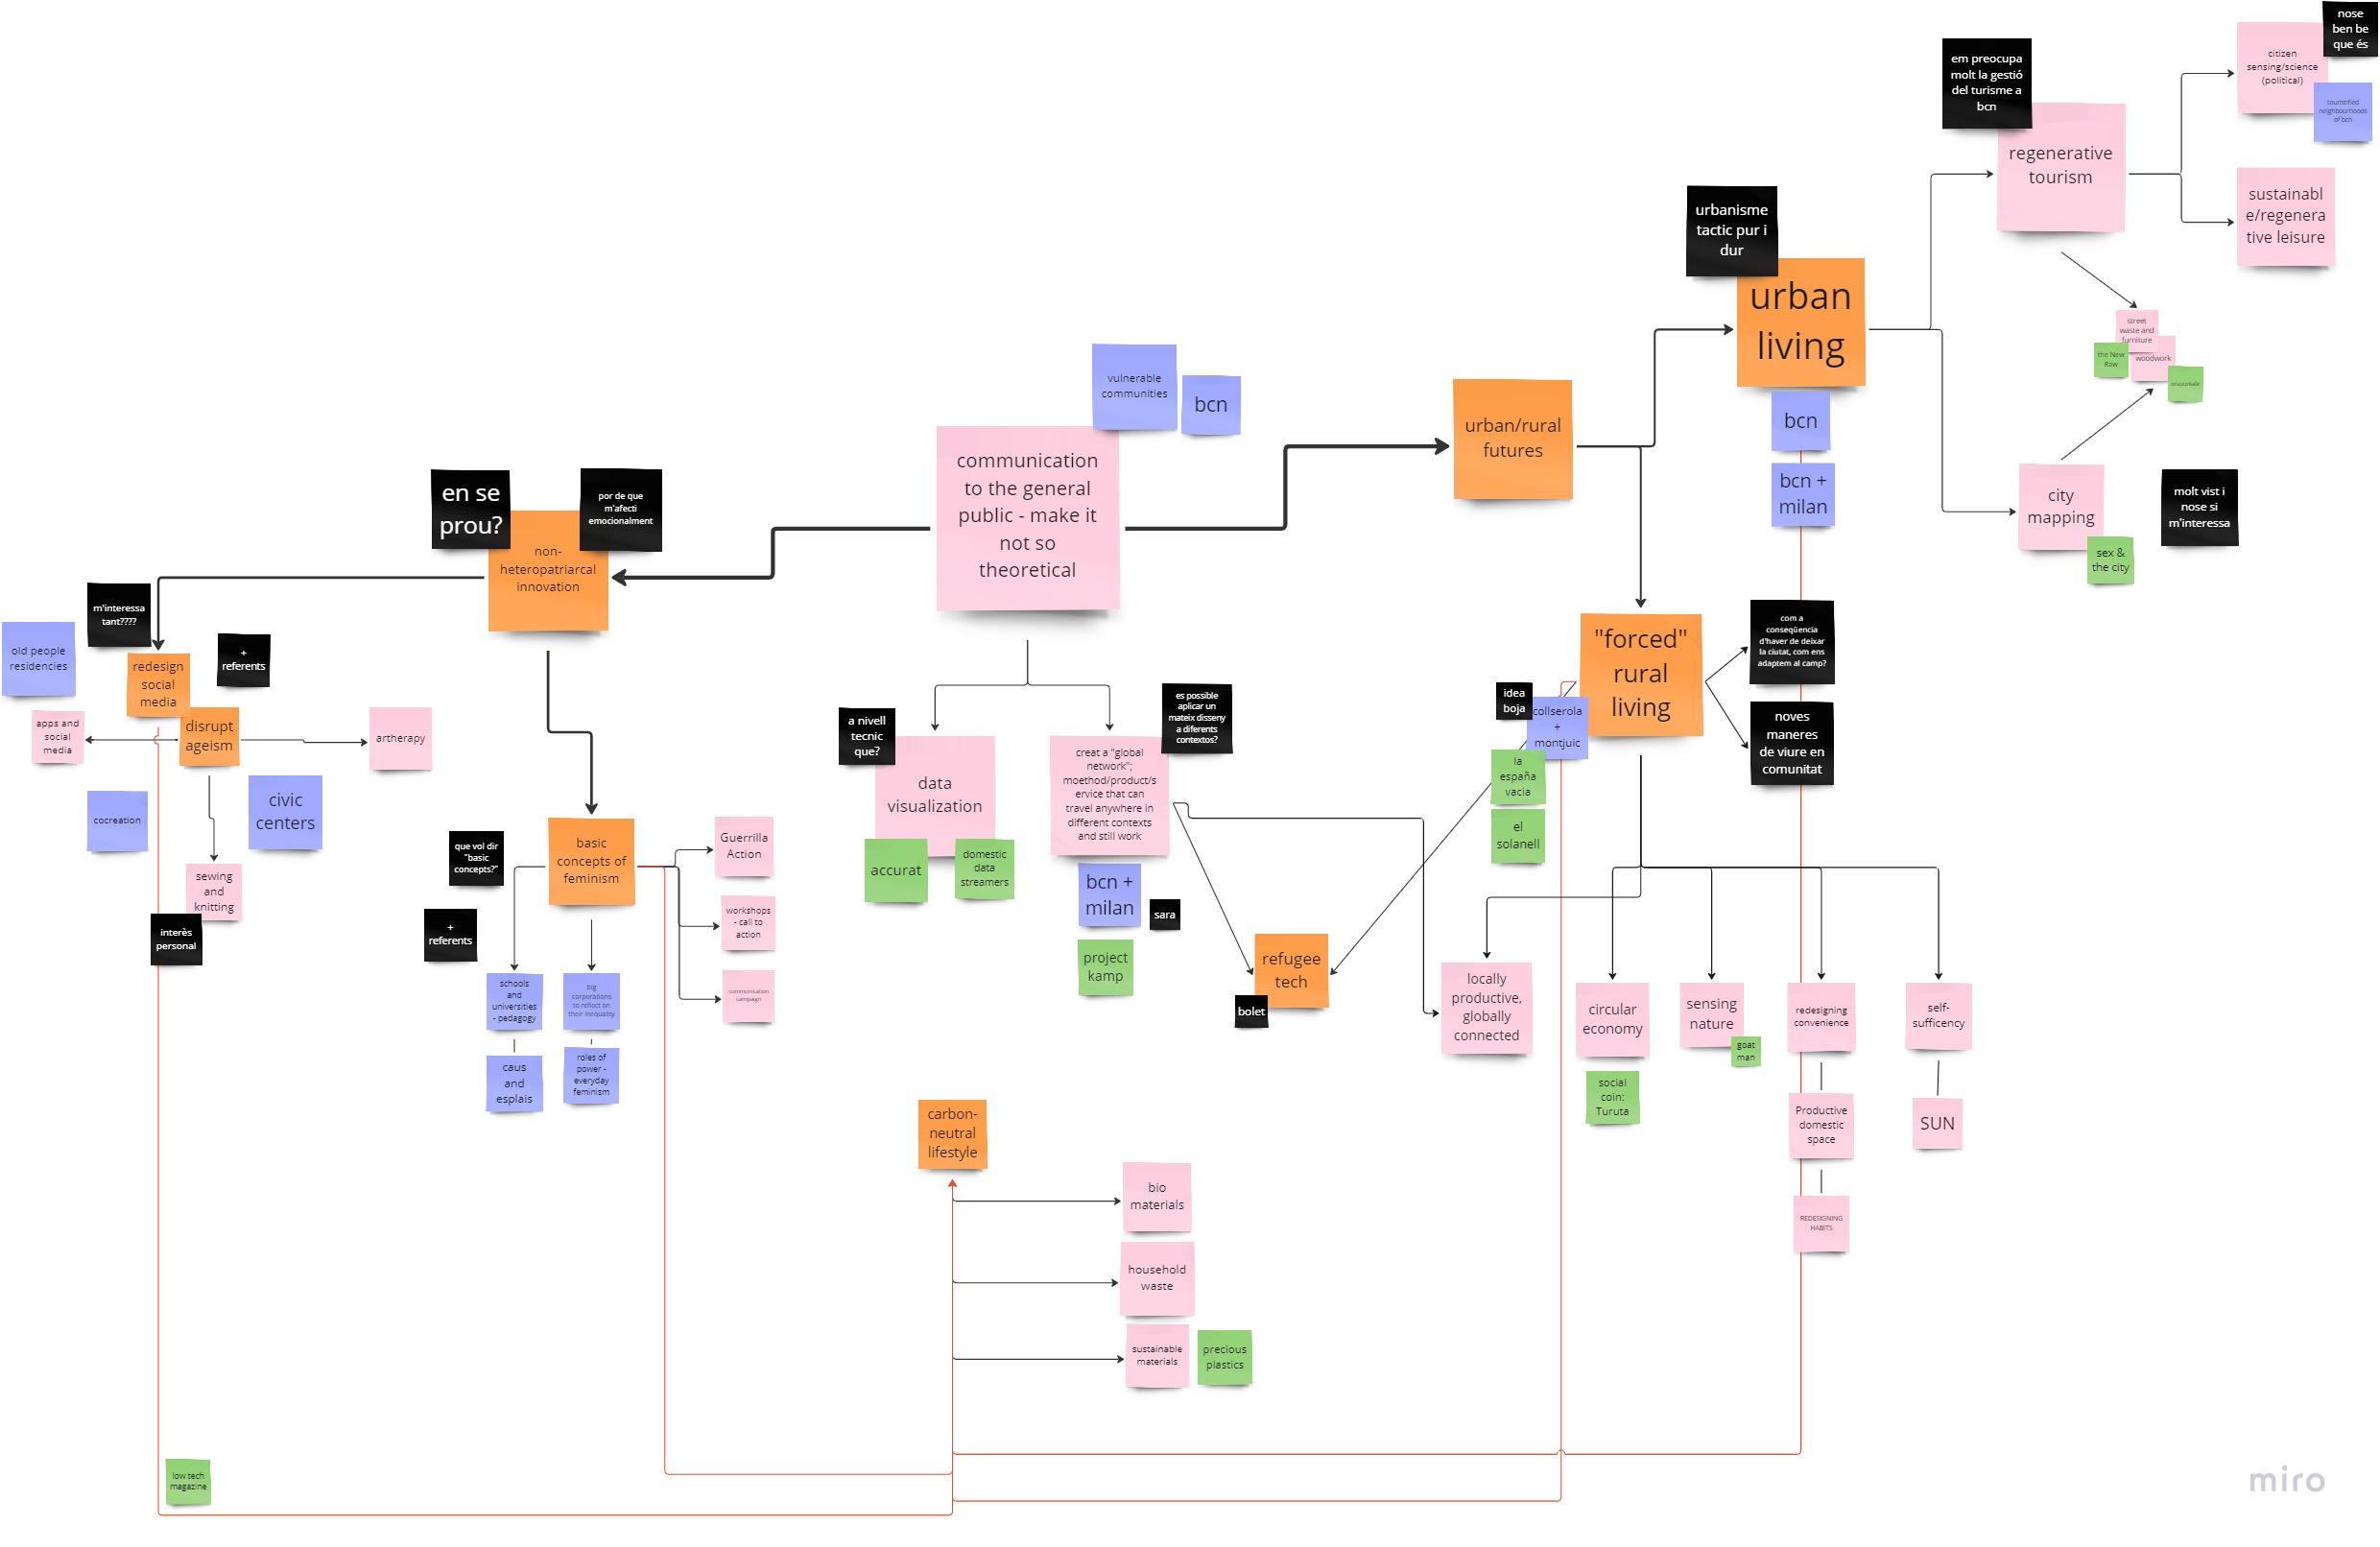 nose
ben be
que és
citizen
sensing/science
(political)
touristified
neighbourhoods
of bcn
em preocupa
molt la gestió
del turisme a
bcn
regenerative
tourism
sustainabl
e/regenera
tive leisure
urbanisme
tactic pur i
dur
urban
living
bcn
bcn +
milan
street
waste and
furniture
the New
Raw
woodwork
city
mapping
sex &
the city
molt vist i
nose si
m'interessa
vulnerable
communities
bcn
communication
to the general
public - make it
not so
theoretical
urban/rural
futures
en se
prou?
por de que
m'afecti
emocionalment
non-
heteropatriarcal
innovation
m'interessa
tant????
old people
residencies
redesign
social
media
+
referents
apps and
social
media
disrupt
ageism
artherapy
cocreation
civic
centers
sewing
and
knitting
interès
personal
que vol dir
"basic
concepts?"
basic
concepts of
feminism
+
referents
Guerrilla
Action
workshops
- call to
action
communication
campaign
schools
and
universities
- pedagogy
big
corporations
to reflect on
their inequality
caus
and
esplais
roles of
power -
everyday
feminism
a nivell
tecnic
que?
data
visualization
accurat
domestic
data
streamers
es possible
aplicar un
mateix disseny
a diferents
contextos?
creat a "global
network";
moethod/product/s
ervice that can
travel anywhere in
different contexts
and still work
bcn +
milan
sara
project
kamp
refugee
tech
bolet
"forced"
rural
living
idea
boja
collserola
+
montjuic
la
españa
vacia
el
solanell
com a
conseqüencia
d'haver de deixar
la ciutat, com ens
adaptem al camp?
noves
maneres
de viure en
comunitat
locally
productive,
globally
connected
circular
economy
social
coin:
Turuta
sensing
nature
goat
man
redesigning
convenience
Productive
domestic
space
REDESIGNING
HABITS
self-
sufficency
SUN
carbon-
neutral
lifestyle
bio
materials
household
waste
sustainable
materials
precious
plastics
low tech
magazine
miro